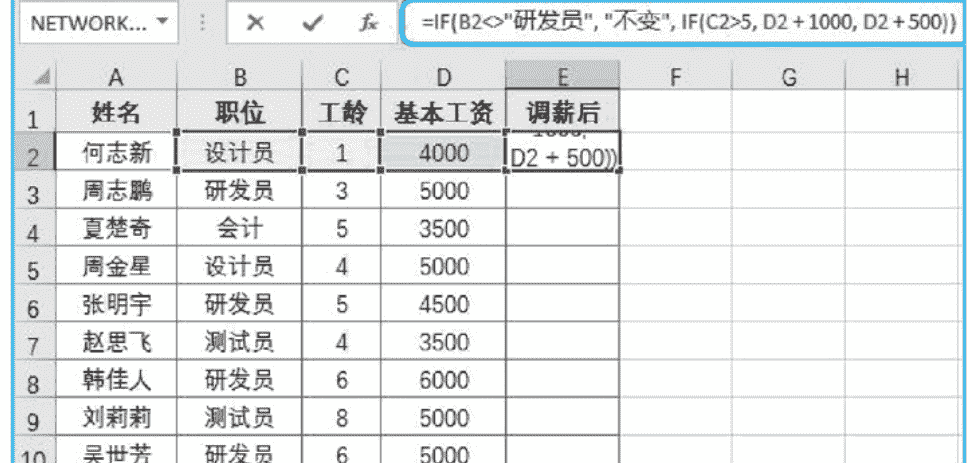 NETWORK... =IF(B2<>"研发员", "不变", IF(C2>5, D2 + 1000, D2 + 500))
A B C D E F G H
1 姓名 职位 工龄 基本工资 调薪后
2 何志新 设计员 1 4000 D2 + 500))
3 周志鹏 研发员 3 5000
4 夏楚奇 会计 5 3500
5 周金星 设计员 4 5000
6 张明宇 研发员 5 4500
7 赵思飞 测试员 4 3500
8 韩佳人 研发员 6 6000
9 刘莉莉 测试员 8 5000
10 吴世芳 研发员 6 5000